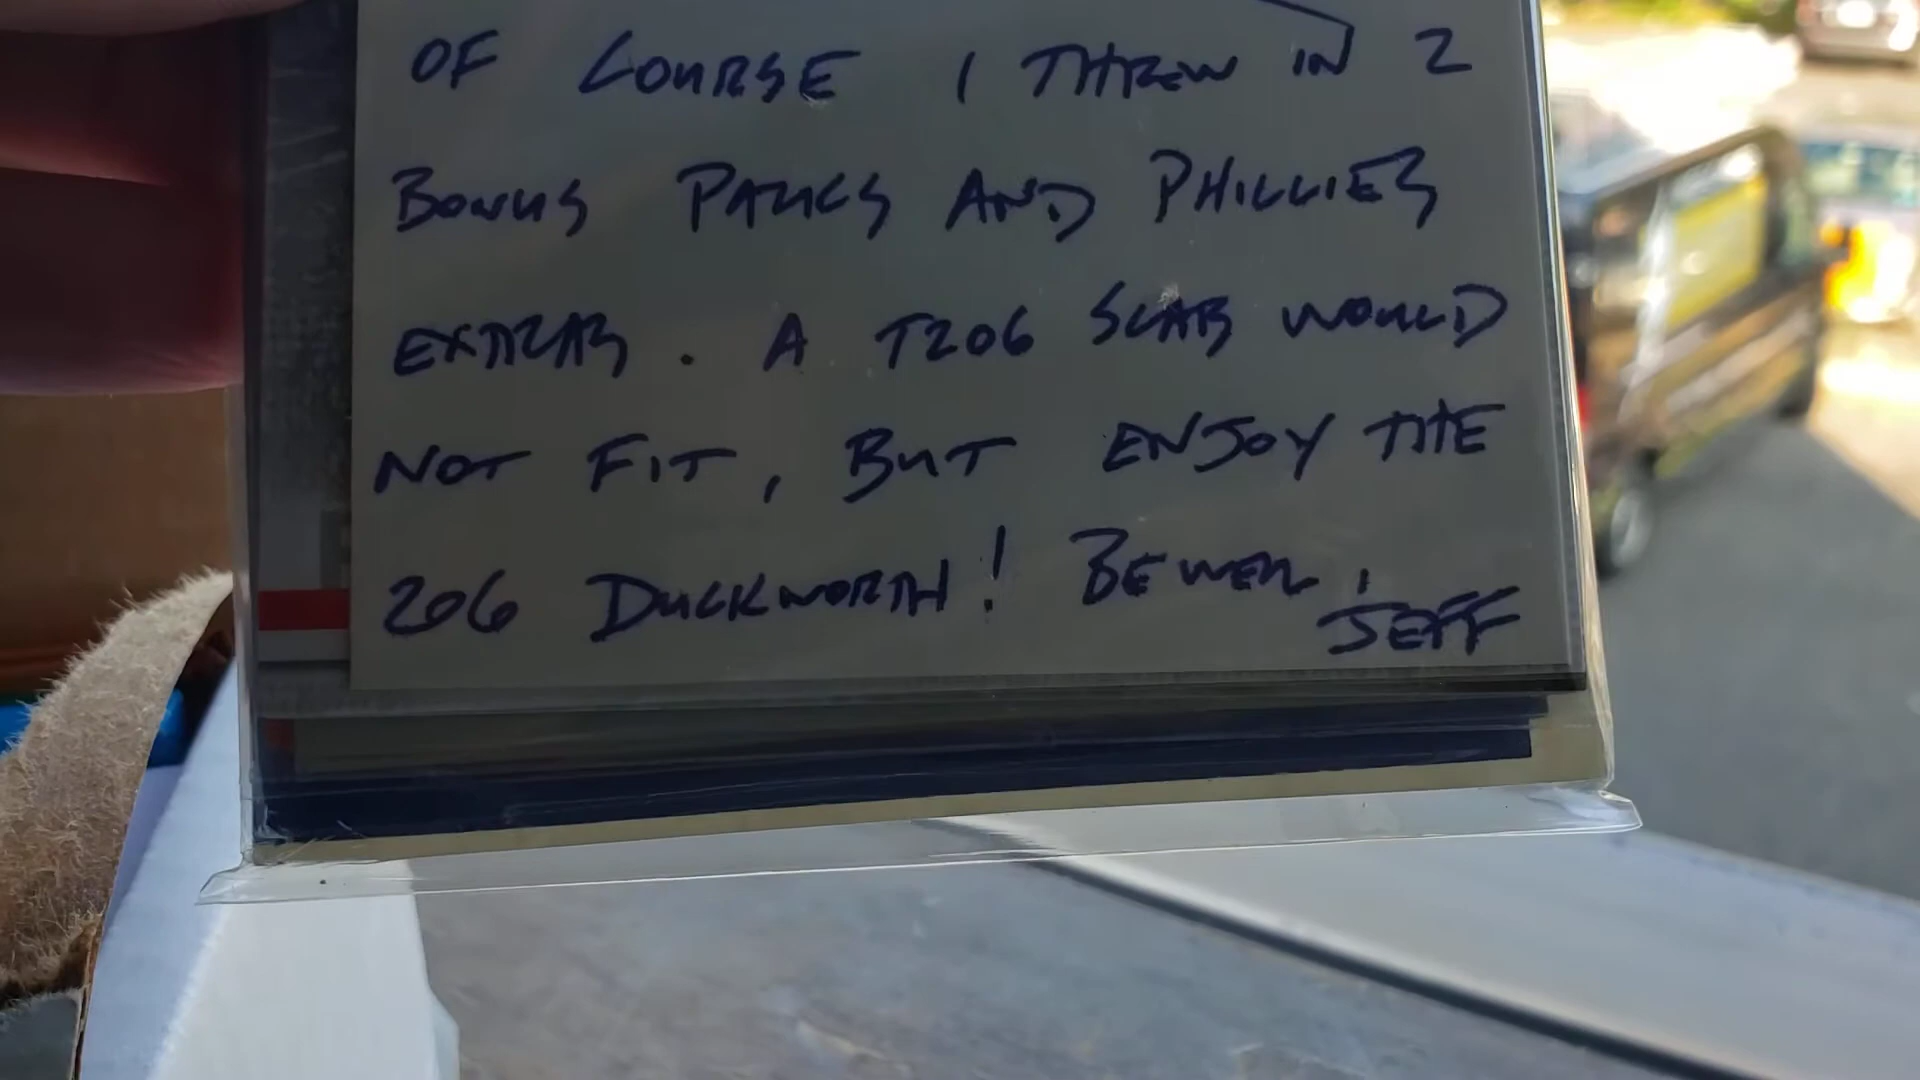 OF COURSE I THREW IN 2
BONUS PACKS AND PHILLIES
EXTRAS. A T206 SLAB WOULD
NOT FIT, BUT ENJOY THE
206 DUCKWORTH! BE WELL,
JEFF